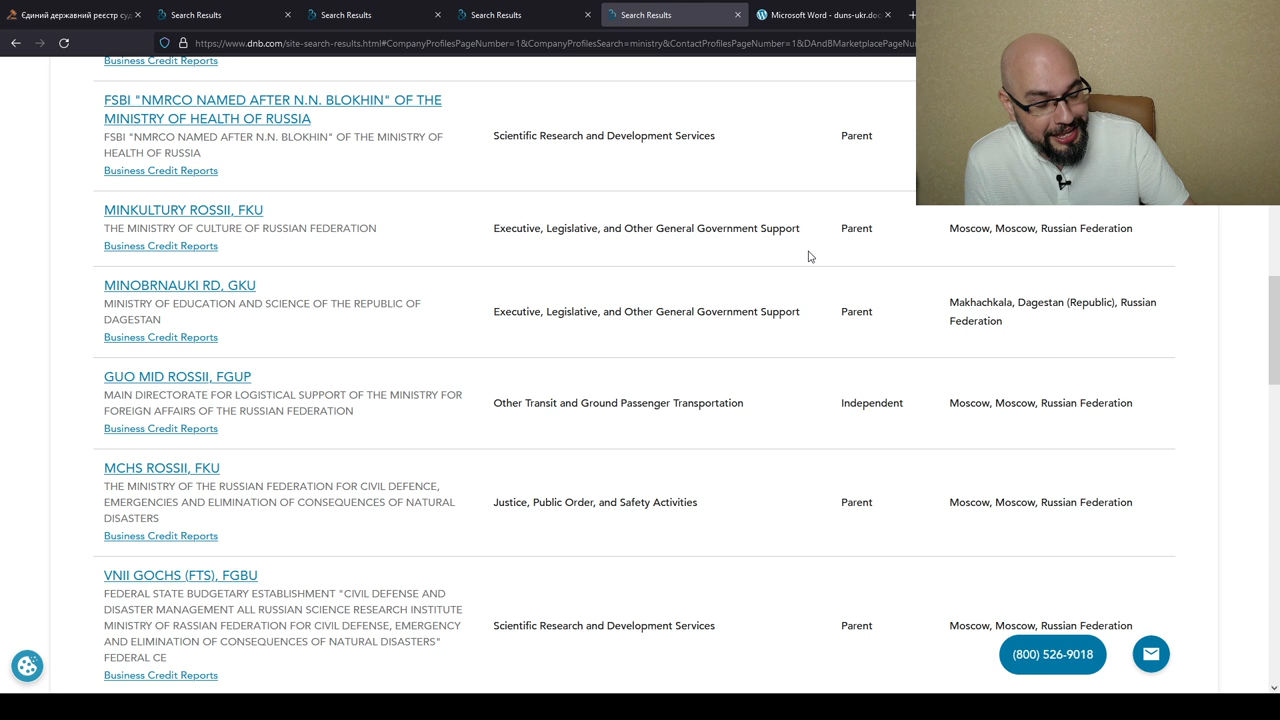 Єдиний державний реєстр суд
Search Results
Search Results
Search Results
Search Results
Microsoft Word - duns-ukr.doc
https://www.dnb.com/site-search-results.html#CompanyProfilesPageNumber=1&CompanyProfilesSearch=ministry&ContactProfilesPageNumber=1&DAndBMarketplacePageNu
Business Credit Reports
FSBI "NMRCO NAMED AFTER N.N. BLOKHIN" OF THE
MINISTRY OF HEALTH OF RUSSIA
FSBI "NMRCO NAMED AFTER N.N. BLOKHIN" OF THE MINISTRY OF
HEALTH OF RUSSIA
Business Credit Reports
Scientific Research and Development Services
Parent
MINKULTURY ROSSII, FKU
THE MINISTRY OF CULTURE OF RUSSIAN FEDERATION
Business Credit Reports
Executive, Legislative, and Other General Government Support
Parent
Moscow, Moscow, Russian Federation
MINOBRNAUKI RD, GKU
MINISTRY OF EDUCATION AND SCIENCE OF THE REPUBLIC OF
DAGESTAN
Business Credit Reports
Executive, Legislative, and Other General Government Support
Parent
Makhachkala, Dagestan (Republic), Russian
Federation
GUO MID ROSSII, FGUP
MAIN DIRECTORATE FOR LOGISTICAL SUPPORT OF THE MINISTRY FOR
FOREIGN AFFAIRS OF THE RUSSIAN FEDERATION
Business Credit Reports
Other Transit and Ground Passenger Transportation
Independent
Moscow, Moscow, Russian Federation
MCHS ROSSII, FKU
THE MINISTRY OF THE RUSSIAN FEDERATION FOR CIVIL DEFENCE,
EMERGENCIES AND ELIMINATION OF CONSEQUENCES OF NATURAL
DISASTERS
Business Credit Reports
Justice, Public Order, and Safety Activities
Parent
Moscow, Moscow, Russian Federation
VNII GOCHS (FTS), FGBU
FEDERAL STATE BUDGETARY ESTABLISHMENT "CIVIL DEFENSE AND
DISASTER MANAGEMENT ALL RUSSIAN SCIENCE RESEARCH INSTITUTE
MINISTRY OF RASSIAN FEDERATION FOR CIVIL DEFENSE, EMERGENCY
AND ELIMINATION OF CONSEQUENCES OF NATURAL DISASTERS"
FEDERAL CE
Business Credit Reports
Scientific Research and Development Services
Parent
Moscow, Moscow, Russian Federation
(800) 526-9018